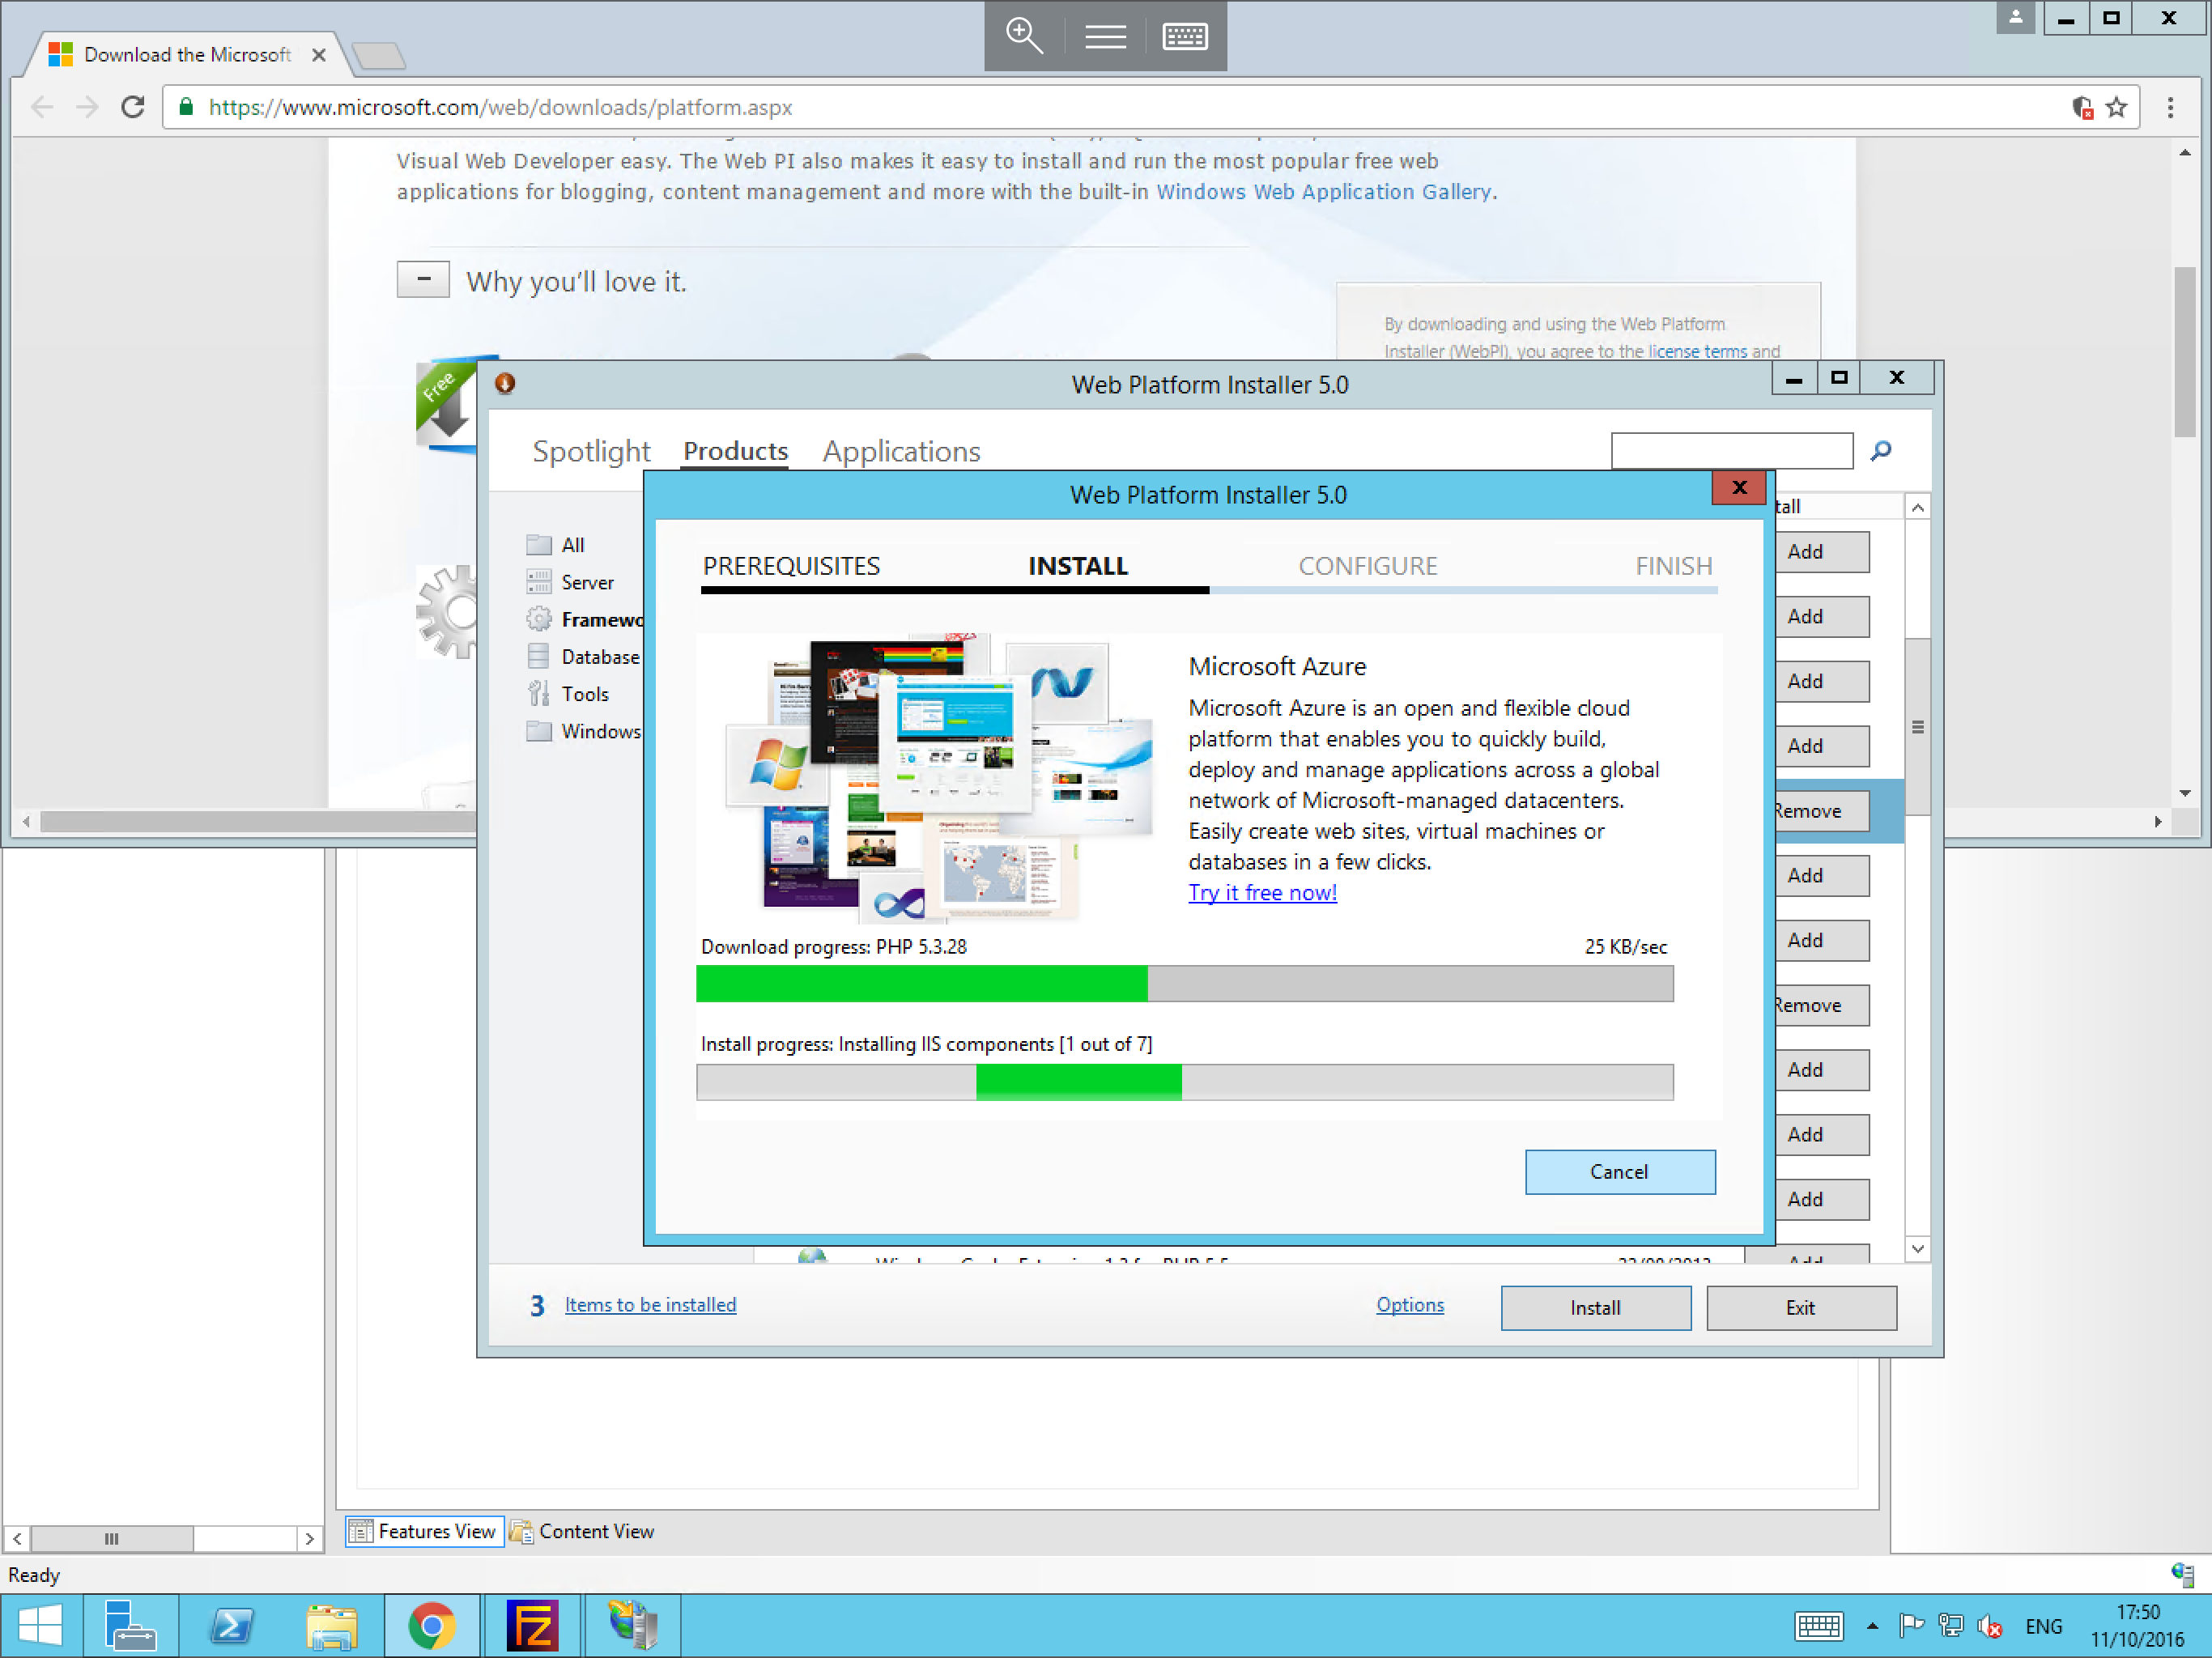 Download the Microsoft
https://www.microsoft.com/web/downloads/platform.aspx
Visual Web Developer easy. The Web PI also makes it easy to install and run the most popular free web
applications for blogging, content management and more with the built-in Windows Web Application Gallery.
Why you'll love it.
By downloading and using the Web Platform
Installer (WebPI), you agree to the license terms and
Free
Web Platform Installer 5.0
Spotlight Products Applications
Web Platform Installer 5.0
All
Server
Framewo
Database
Tools
Windows
tall
Add
Add
Add
Add
Remove
Add
Add
Remove
Add
Add
Add
PREREQUISITES INSTALL CONFIGURE FINISH
Microsoft Azure
Microsoft Azure is an open and flexible cloud
platform that enables you to quickly build,
deploy and manage applications across a global
network of Microsoft-managed datacenters.
Easily create web sites, virtual machines or
databases in a few clicks.
Try it free now!
Download progress: PHP 5.3.28 25 KB/sec
Install progress: Installing IIS components [1 out of 7]
Cancel
3 Items to be installed Options Install Exit
Features View Content View
Ready
ENG
17:50
11/10/2016